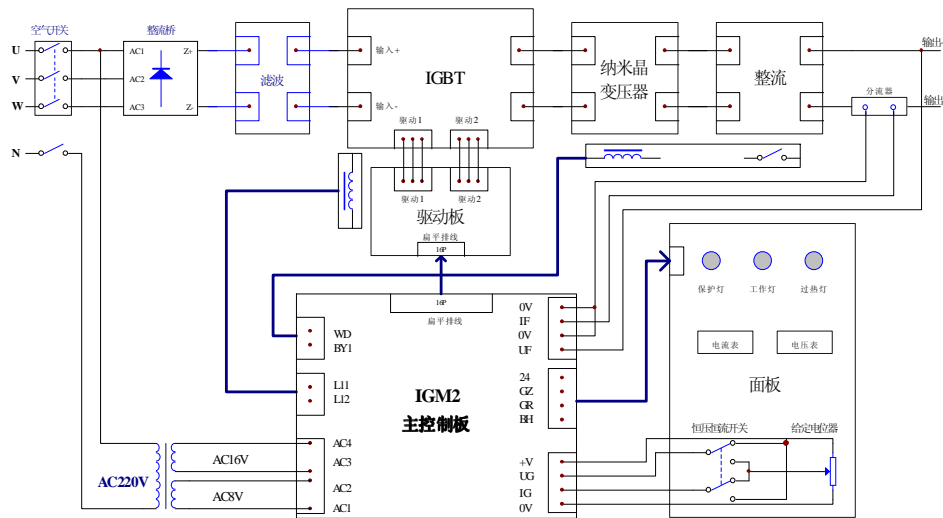 空气开关
整流桥
U
V
W
N
AC1
AC2
AC3
Z+
Z-
滤波
输入+
输入-
IGBT
驱动1
驱动2
纳米晶
变压器
整流
输出
分流器
输出
驱动1
驱动2
驱动板
扁平排线
16P
16P
扁平排线
WD
BY1
L11
L12
AC4
AC3
AC2
AC1
IGM2
主控制板
0V
IF
0V
UF
24
GZ
GR
BH
+V
UG
IG
0V
AC220V
AC16V
AC8V
保护灯
工作灯
过热灯
电流表
电压表
面板
恒压恒流开关
给定电位器